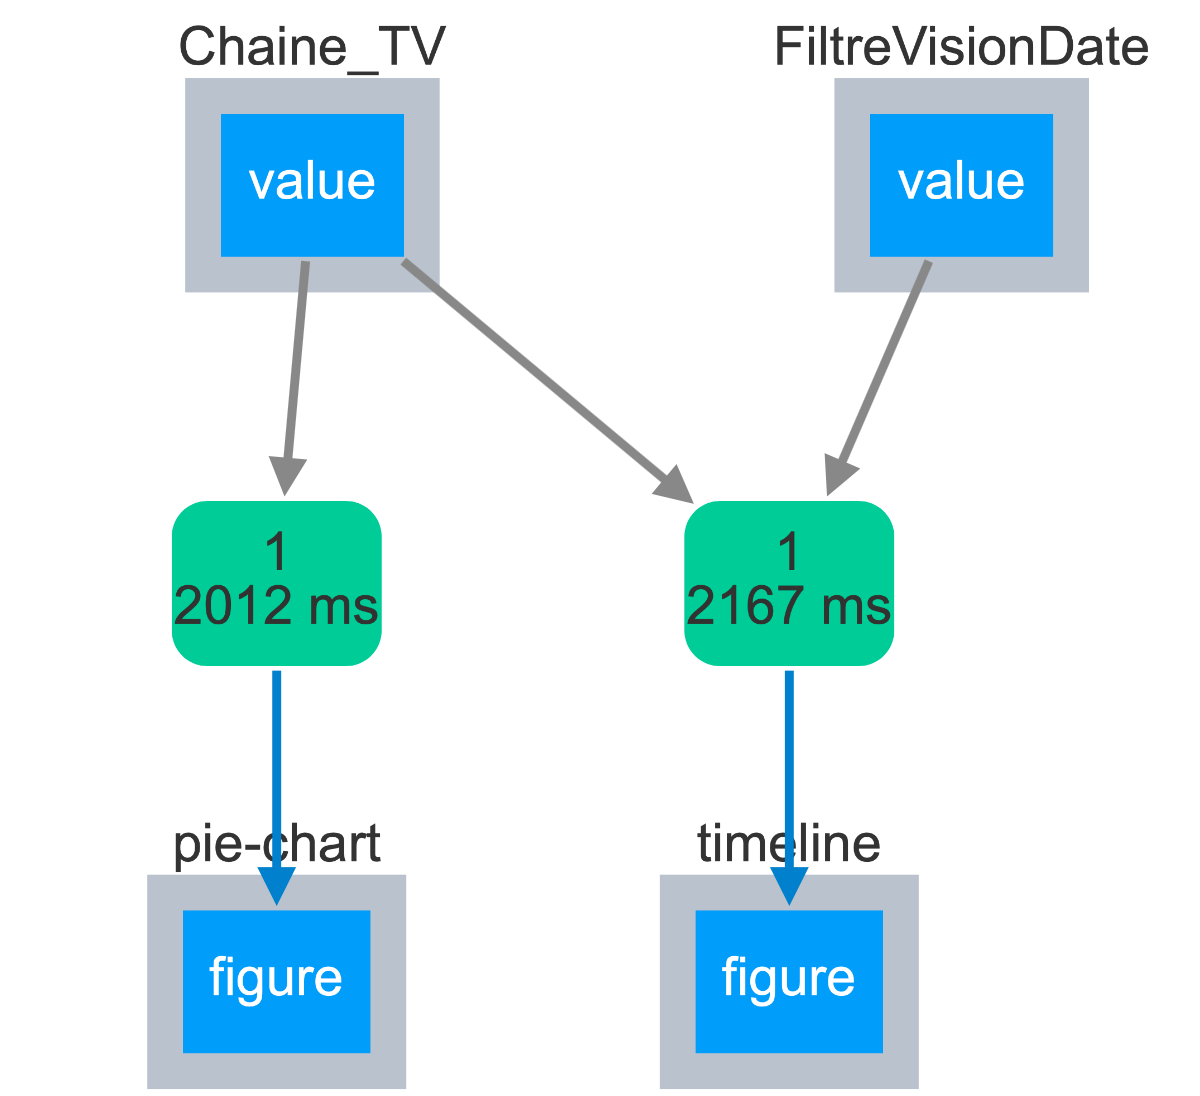 Chaine_TV
FiltreVisionDate
value
value
1
2012 ms
1
2167 ms
pie-chart
timeline
figure
figure